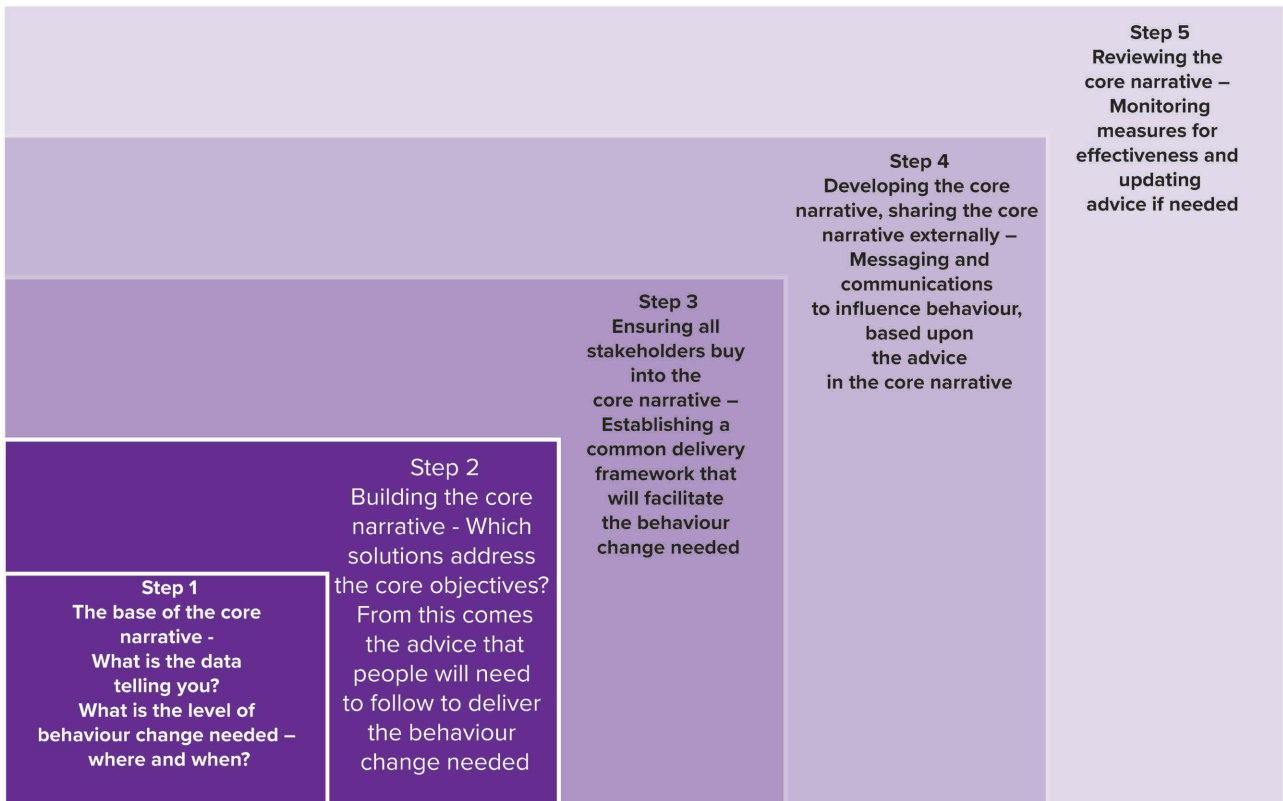 Step 1
The base of the core
narrative -
What is the data
telling you?
What is the level of
behaviour change needed –
where and when?
Step 2
Building the core
narrative - Which
solutions address
the core objectives?
From this comes
the advice that
people will need
to follow to deliver
the behaviour
change needed
Step 3
Ensuring all
stakeholders buy
into the
core narrative –
Establishing a
common delivery
framework that
will facilitate
the behaviour
change needed
Step 4
Developing the core
narrative, sharing the core
narrative externally –
Messaging and
communications
to influence behaviour,
based upon
the advice
in the core narrative
Step 5
Reviewing the
core narrative –
Monitoring
measures for
effectiveness and
updating
advice if needed